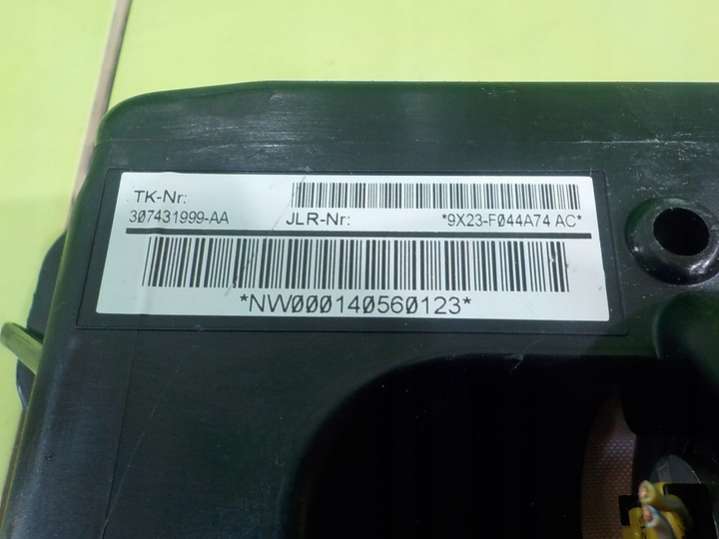 TK-Nr:
307431999-AA JLR-Nr: *9X23-F044A74 AC*
*NW000140560123*